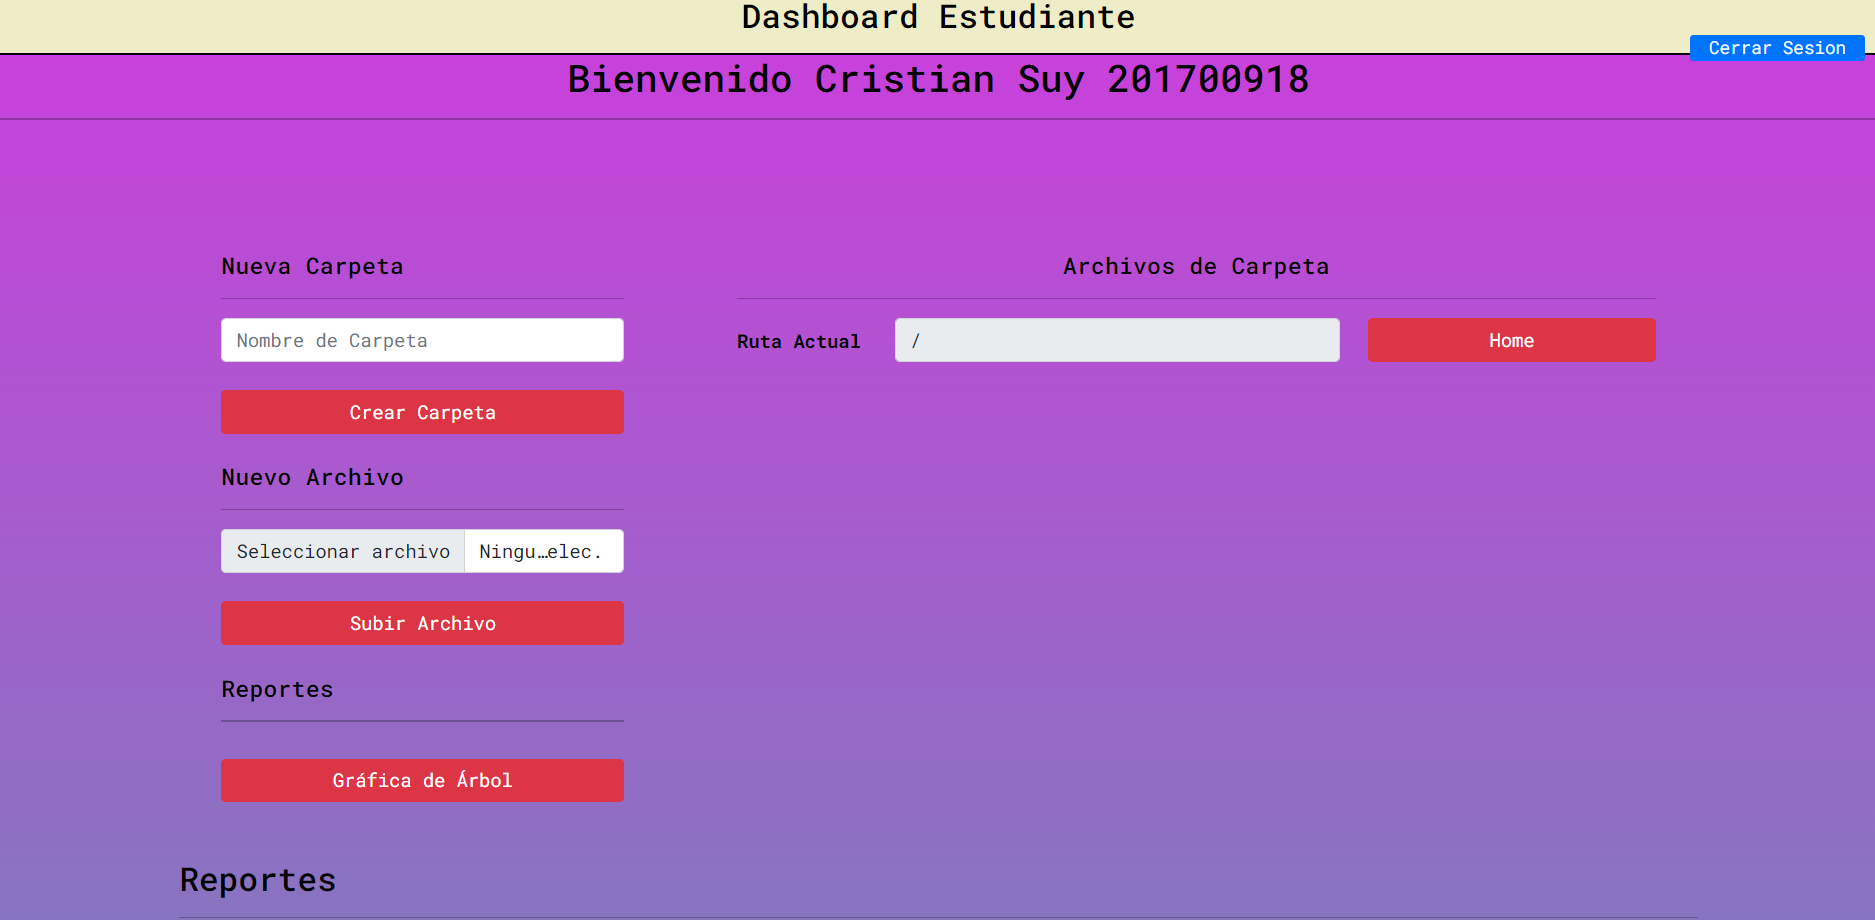 Dashboard Estudiante
Cerrar Sesion
Bienvenido Cristian Suy 201700918
Nueva Carpeta
Nombre de Carpeta
Crear Carpeta
Nuevo Archivo
Seleccionar archivo Ningu…elec.
Subir Archivo
Reportes
Gráfica de Árbol
Archivos de Carpeta
Ruta Actual / Home
Reportes